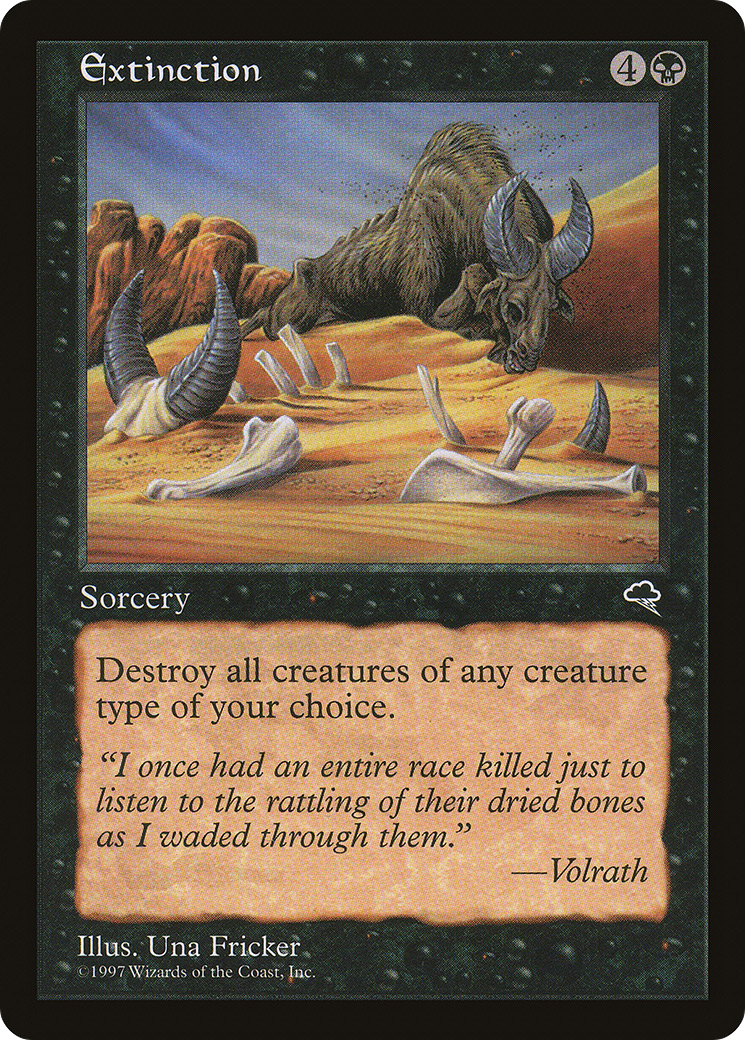 Extinction
4
Sorcery
Destroy all creatures of any creature
type of your choice.
“I once had an entire race killed just to
listen to the rattling of their dried bones
as I waded through them.”
—Volrath
Illus. Una Fricker
©1997 Wizards of the Coast, Inc.